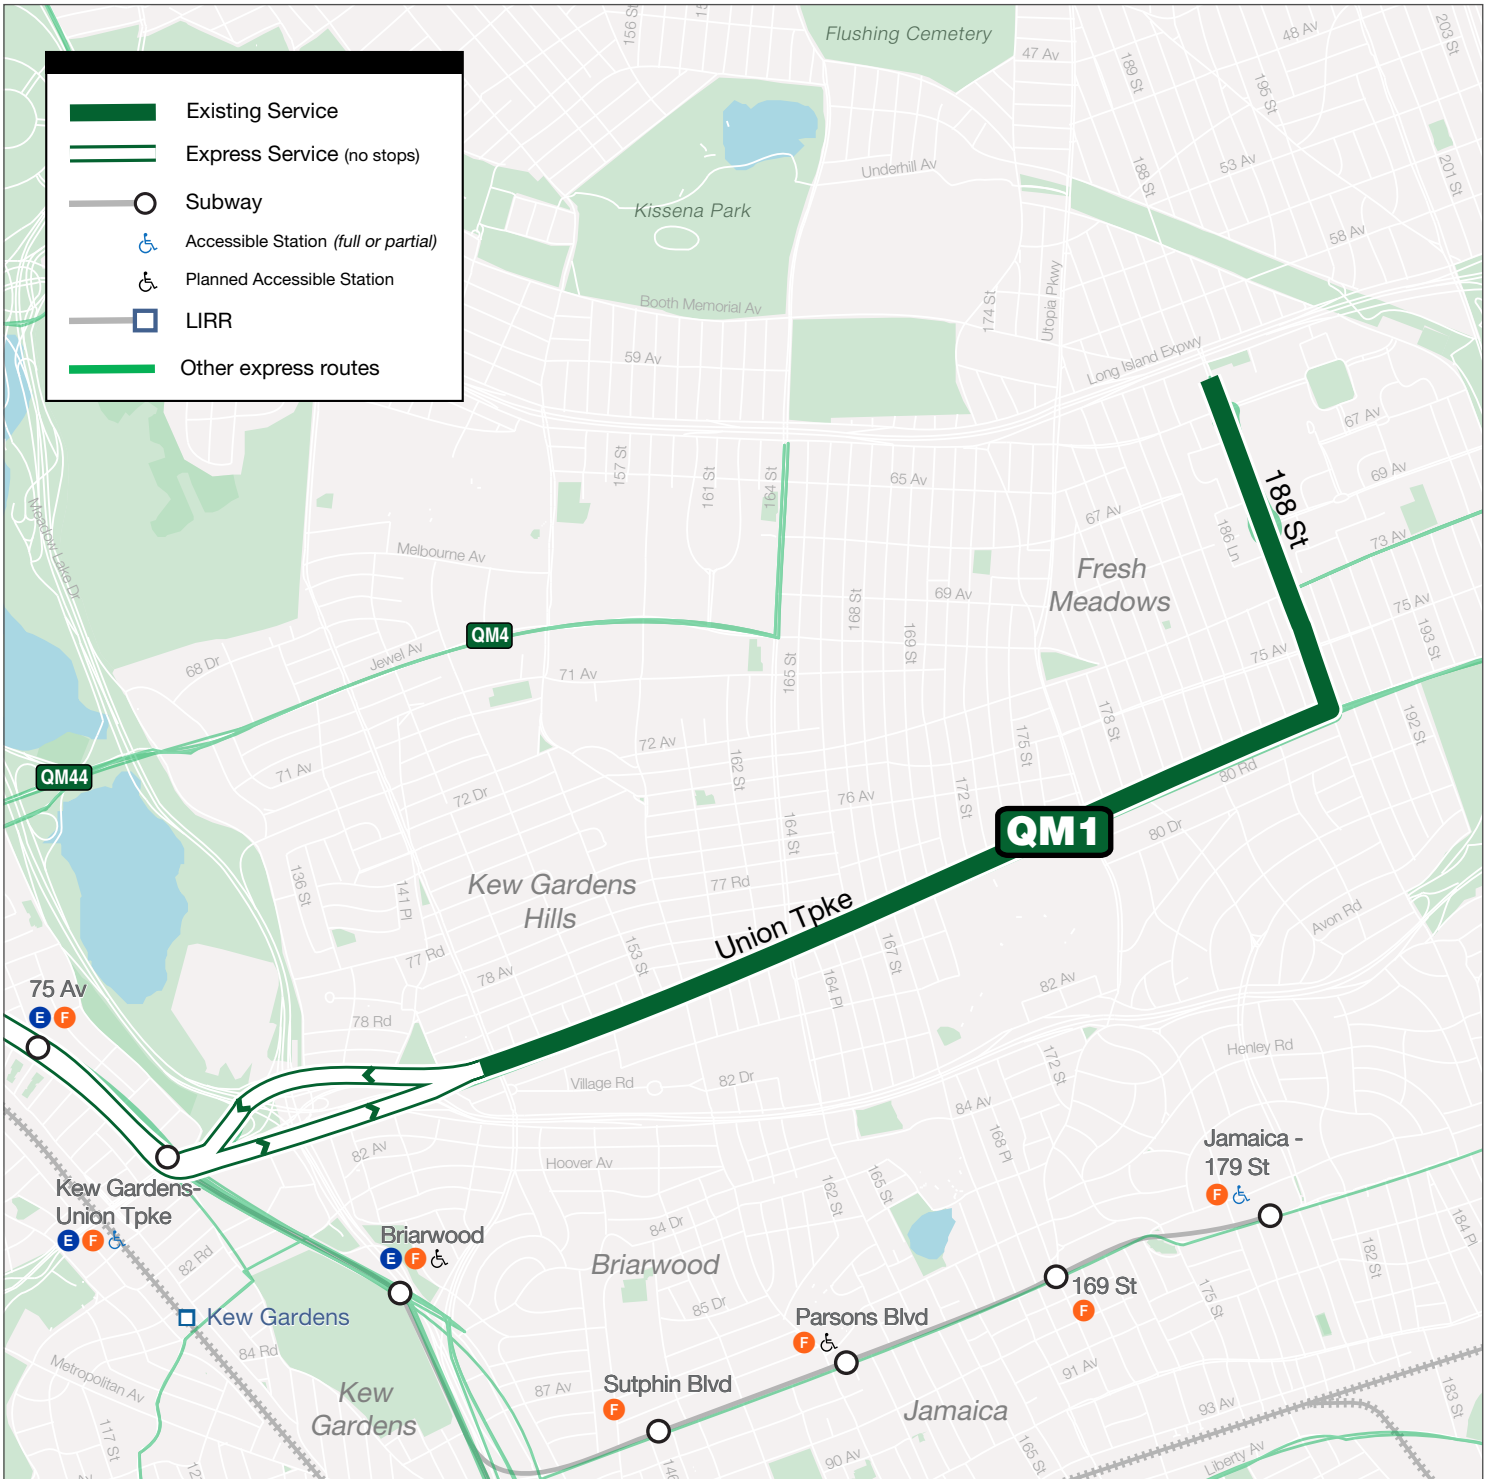 Existing Service
Express Service (no stops)
Subway
Accessible Station (full or partial)
Planned Accessible Station
LIRR
Other express routes
Flushing Cemetery
156 St
47 Av
48 Av
203 St
189 St
195 St
Underhill Av
188 St
53 Av
201 St
Kissena Park
58 Av
Booth Memorial Av
174 St
Utopia Pkwy
Long Island Expwy
59 Av
67 Av
157 St
161 St
164 St
65 Av
69 Av
188 St
67 Av
186 Ln
73 Av
Meadow Lake Dr
Melbourne Av
Fresh
Meadows
168 St
69 Av
75 Av
QM4
Jewel Av
68 Dr
169 St
193 St
75 Av
71 Av
165 St
178 St
192 St
72 Av
175 St
QM44
71 Av
162 St
80 Rd
72 Dr
76 Av
172 St
QM1
80 Dr
164 St
136 St
141 Pl
Kew Gardens
Hills
77 Rd
Union Tpke
Avon Rd
77 Rd
153 St
167 St
78 Av
164 Pl
82 Av
75 Av
E F
78 Rd
Henley Rd
172 St
Village Rd
82 Dr
84 Av
168 Pl
82 Av
Hoover Av
Jamaica -
179 St
F
Kew Gardens-
Union Tpke
E F
165 St
162 St
84 Dr
184 Pl
Briarwood
E F
82 Rd
Briarwood
182 St
169 St
F
175 St
Kew Gardens
85 Dr
Parsons Blvd
F
84 Rd
Metropolitan Av
91 Av
Kew
Gardens
87 Av
Sutphin Blvd
F
Jamaica
93 Av
183 St
117 St
165 St
90 Av
Liberty Av